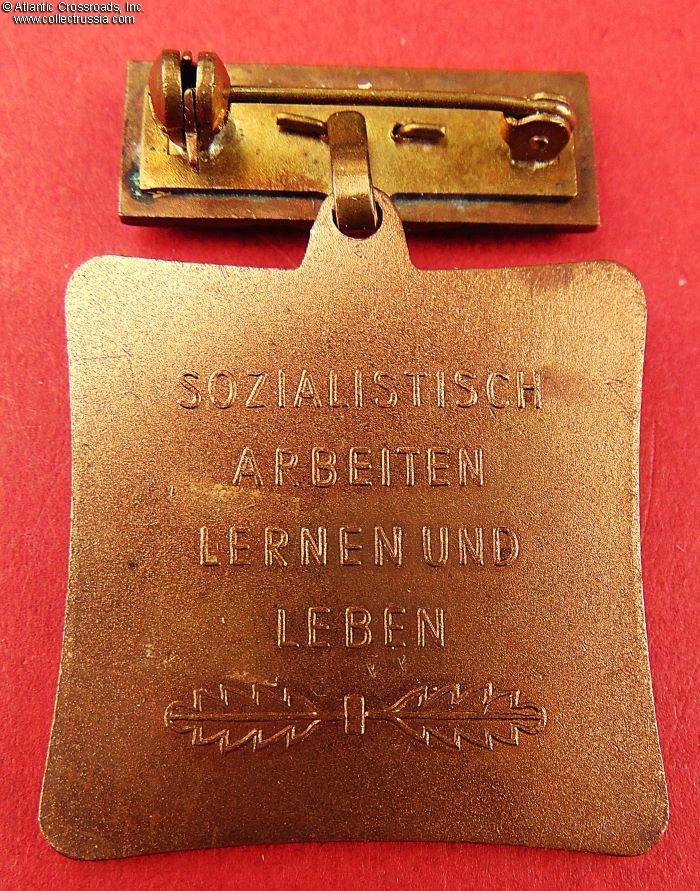 © Atlantic Crossroads, Inc.
www.collectrussia.com
SOZIALISTISCH
ARBEITEN
LERNEN UND
LEBEN